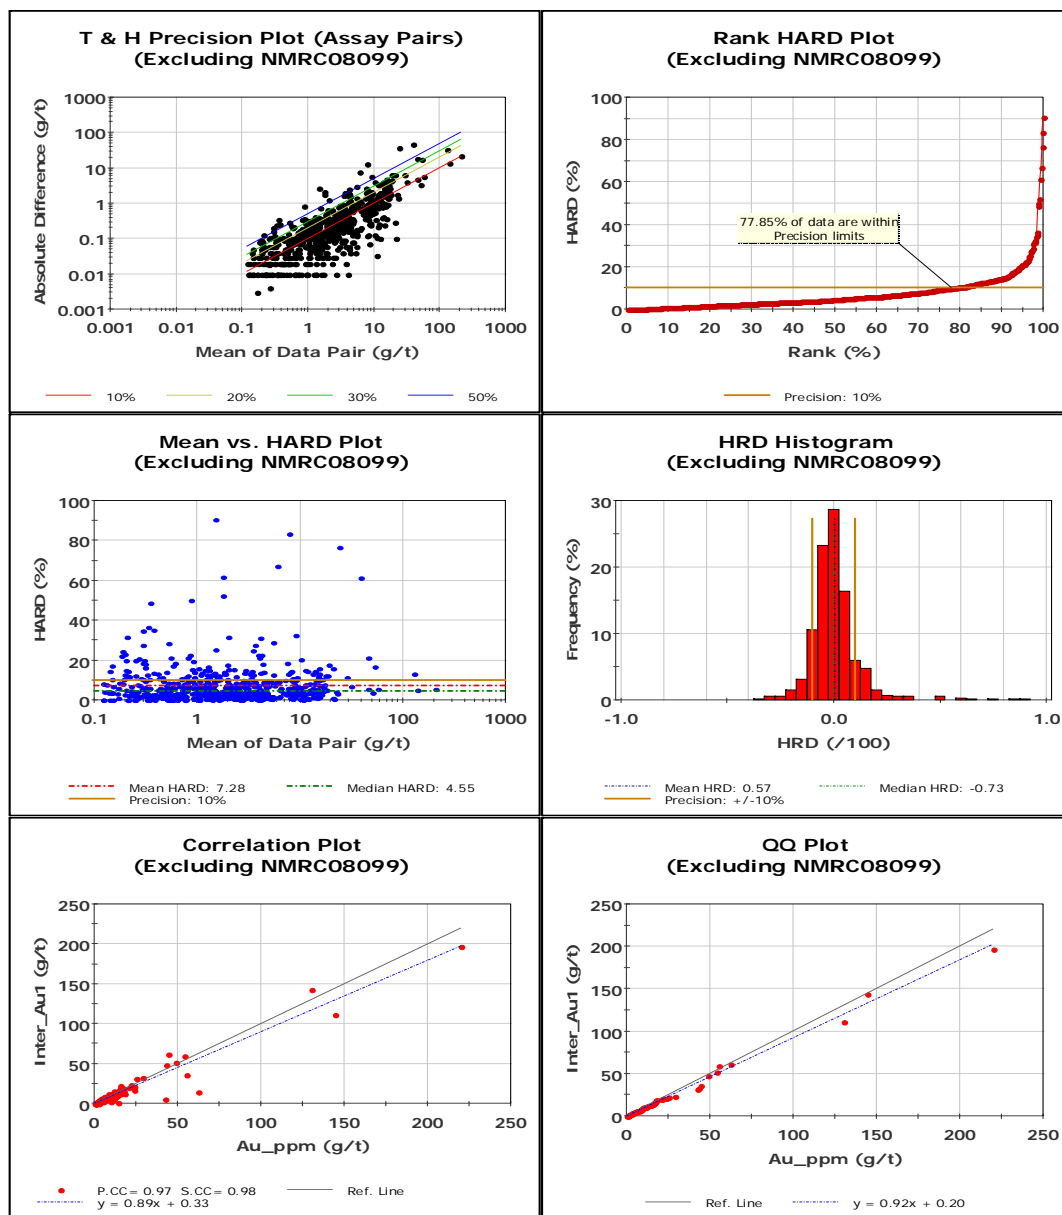 T & H Precision Plot (Assay Pairs)
(Excluding NMRC08099)
Absolute Difference (g/t)
1000
100
10
1
0.1
0.01
0.001
0.001
0.01
0.1
1
10
100
1000
Mean of Data Pair (g/t)
10%
20%
30%
50%
Rank HARD Plot
(Excluding NMRC08099)
HARD (%)
100
80
60
40
20
0
77.85% of data are within
Precision limits
0
10
20
30
40
50
60
70
80
90
100
Rank (%)
Precision: 10%
Mean vs. HARD Plot
(Excluding NMRC08099)
HARD (%)
100
80
60
40
20
0
0.1
1
10
100
1000
Mean of Data Pair (g/t)
Mean HARD: 7.28
Median HARD: 4.55
Precision: 10%
HRD Histogram
(Excluding NMRC08099)
Frequency (%)
30
20
10
0
-1.0
0.0
1.0
HRD (/100)
Mean HRD: 0.57
Median HRD: -0.73
Precision: +/-10%
Correlation Plot
(Excluding NMRC08099)
Inter_Au1 (g/t)
250
200
150
100
50
0
0
50
100
150
200
250
Au_ppm (g/t)
P.CC= 0.97 S.CC= 0.98
Ref. Line
y = 0.89x + 0.33
QQ Plot
(Excluding NMRC08099)
Inter_Au1 (g/t)
250
200
150
100
50
0
0
50
100
150
200
250
Au_ppm (g/t)
Ref. Line
y = 0.92x + 0.20